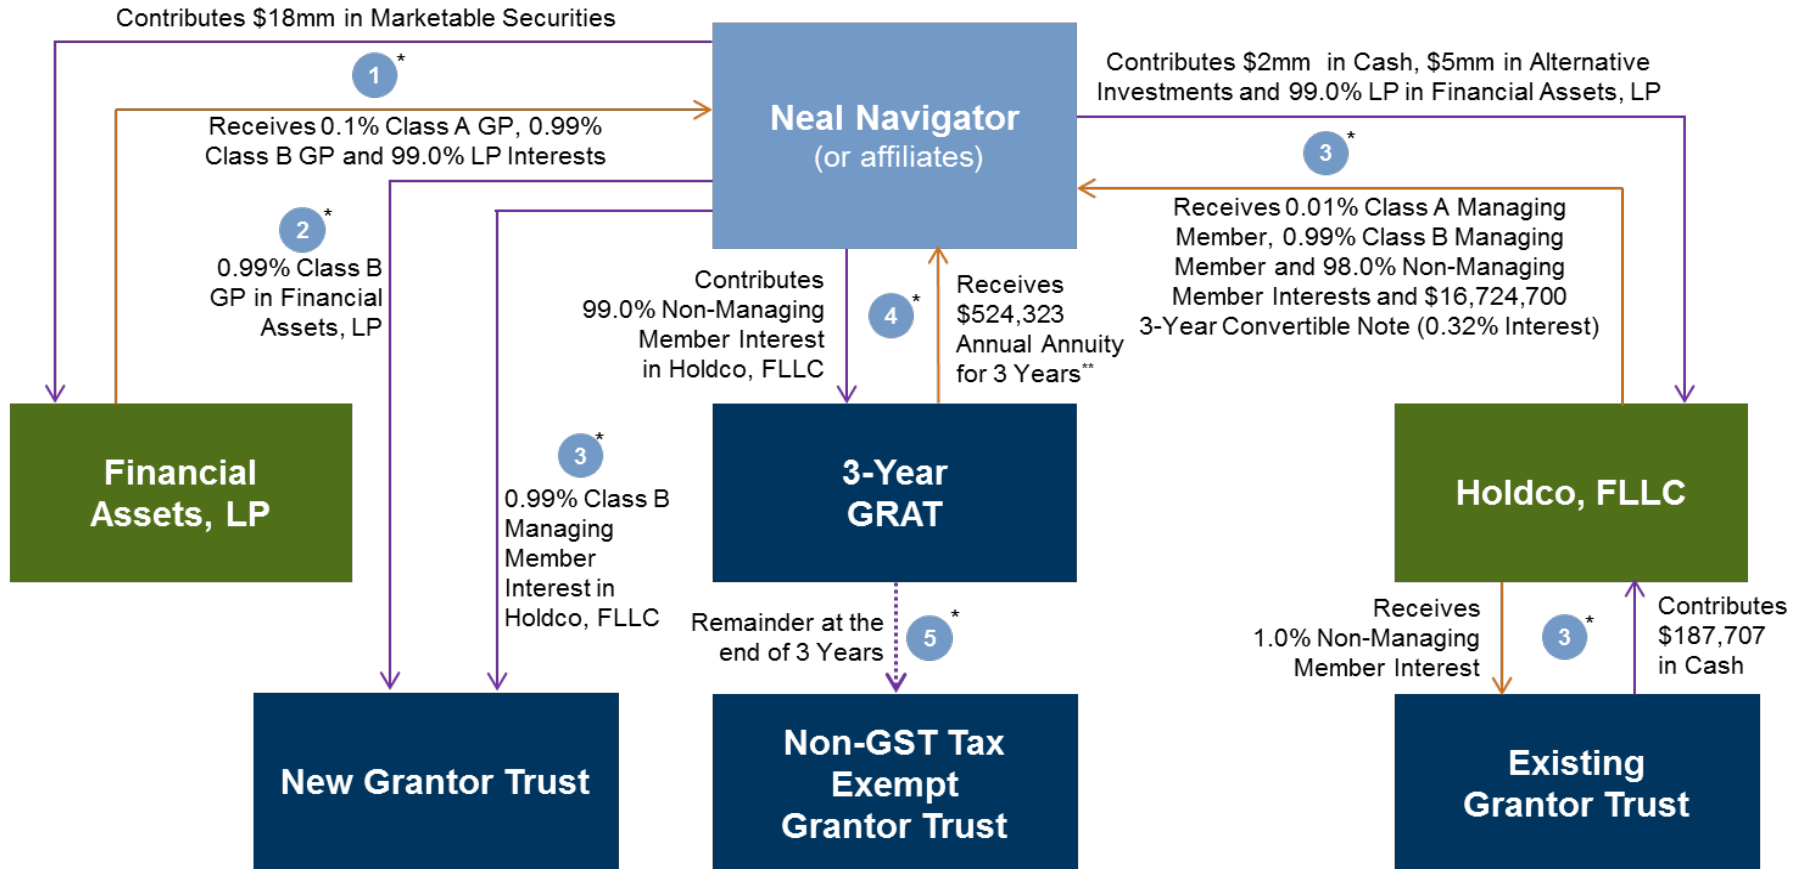 Contributes $18mm in Marketable Securities
1*
Receives 0.1% Class A GP, 0.99%
Class B GP and 99.0% LP Interests
Neal Navigator
(or affiliates)
Contributes $2mm in Cash, $5mm in Alternative
Investments and 99.0% LP in Financial Assets, LP
3*
Receives 0.01% Class A Managing
Member, 0.99% Class B Managing
Member and 98.0% Non-Managing
Member Interests and $16,724,700
3-Year Convertible Note (0.32% Interest)
2*
0.99% Class B
GP in Financial
Assets, LP
Contributes
99.0% Non-Managing
Member Interest
in Holdco, FLLC
4*
Receives
$524,323
Annual Annuity
for 3 Years**
Financial
Assets, LP
3*
0.99% Class B
Managing
Member
Interest in
Holdco, FLLC
3-Year
GRAT
Holdco, FLLC
Remainder at the
end of 3 Years
5*
Receives
1.0% Non-Managing
Member Interest
3*
Contributes
$187,707
in Cash
New Grantor Trust
Non-GST Tax
Exempt
Grantor Trust
Existing
Grantor Trust